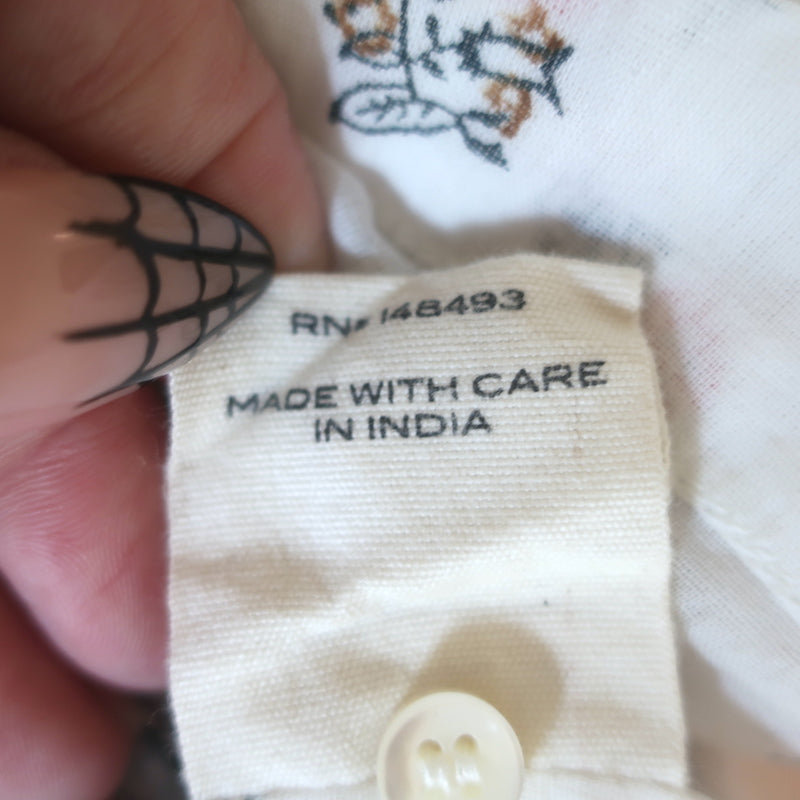 RN# 148493
MADE WITH CARE
IN INDIA